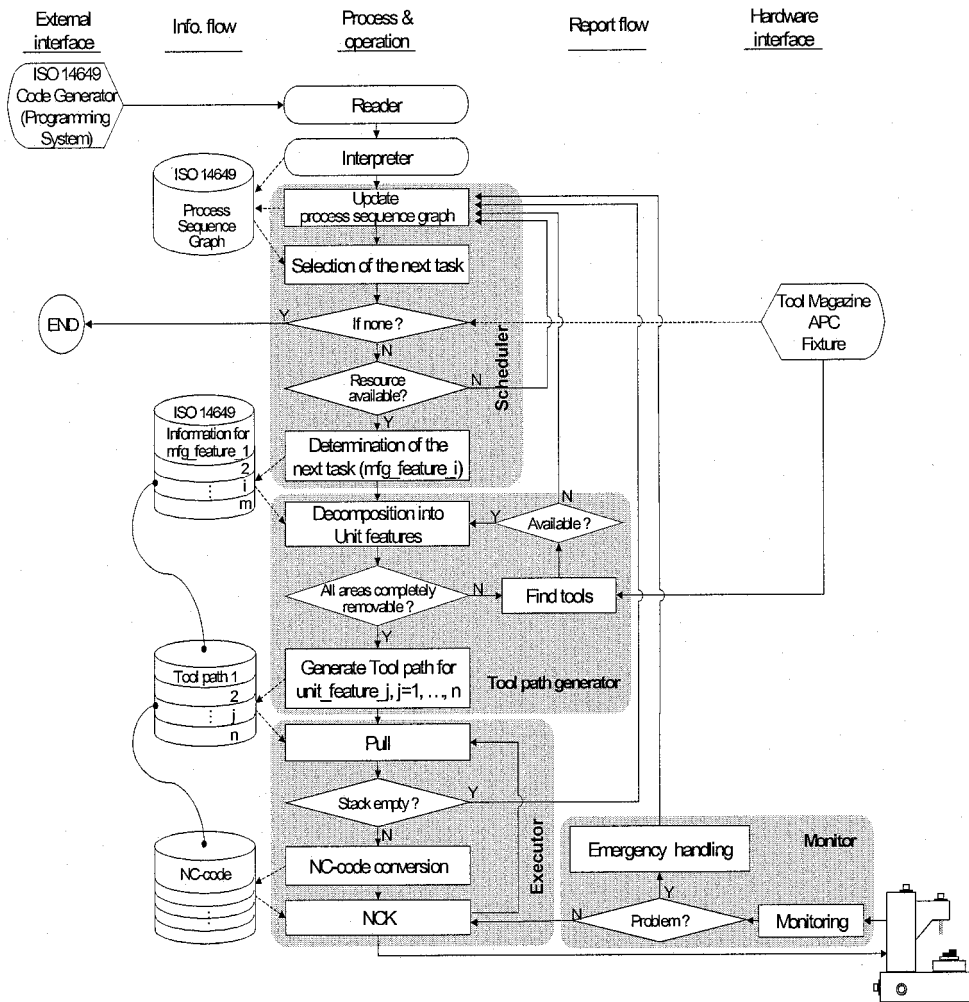 External
interface
Info. flow
Process &
operation
Report flow
Hardware
interface
ISO 14649
Code Generator
(Programming
System)
Reader
Interpreter
ISO 14649
Process
Sequence
Graph
Update
process sequence graph
Selection of the next task
END
Y
If none ?
N
Tool Magazine
APC
Fixture
Resource
available?
N
Y
Scheduler
ISO 14649
Information for
mfg_feature_1
2
⋮ i
m
Determination of the
next task (mfg_feature_i)
Decomposition into
Unit features
Y
Available ?
N
All areas completely
removable ?
N
Find tools
Y
Tool path 1
2
⋮ j
n
Generate Tool path for
unit_feature_j, j=1, …, n
Tool path generator
Pull
Stack empty ?
Y
N
Executor
NC-code
⋮ ⋮
NC-code conversion
NCK
Emergency handling
Monitor
Y
N
Problem ?
Monitoring